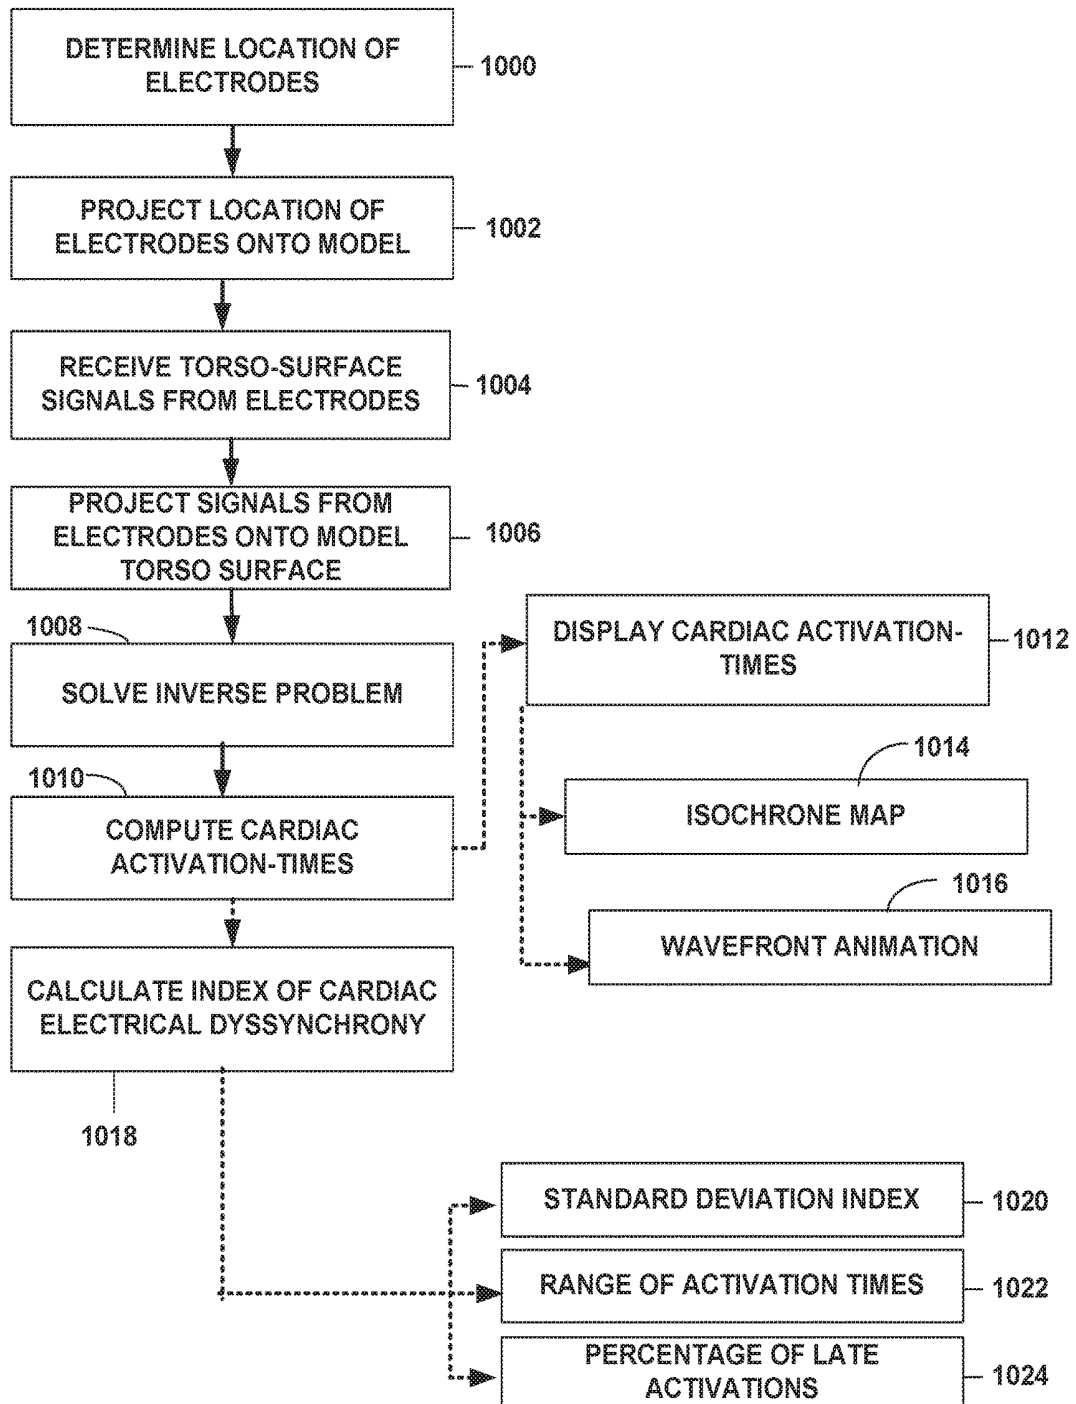 DETERMINE LOCATION OF
ELECTRODES
1000
PROJECT LOCATION OF
ELECTRODES ONTO MODEL
1002
RECEIVE TORSO-SURFACE
SIGNALS FROM ELECTRODES
1004
PROJECT SIGNALS FROM
ELECTRODES ONTO MODEL
TORSO SURFACE
1006
1008
SOLVE INVERSE PROBLEM
1010
COMPUTE CARDIAC
ACTIVATION-TIMES
DISPLAY CARDIAC ACTIVATION-
TIMES
1012
1014
ISOCHRONE MAP
1016
WAVEFRONT ANIMATION
CALCULATE INDEX OF CARDIAC
ELECTRICAL DYSSYNCHRONY
1018
STANDARD DEVIATION INDEX
1020
RANGE OF ACTIVATION TIMES
1022
PERCENTAGE OF LATE
ACTIVATIONS
1024